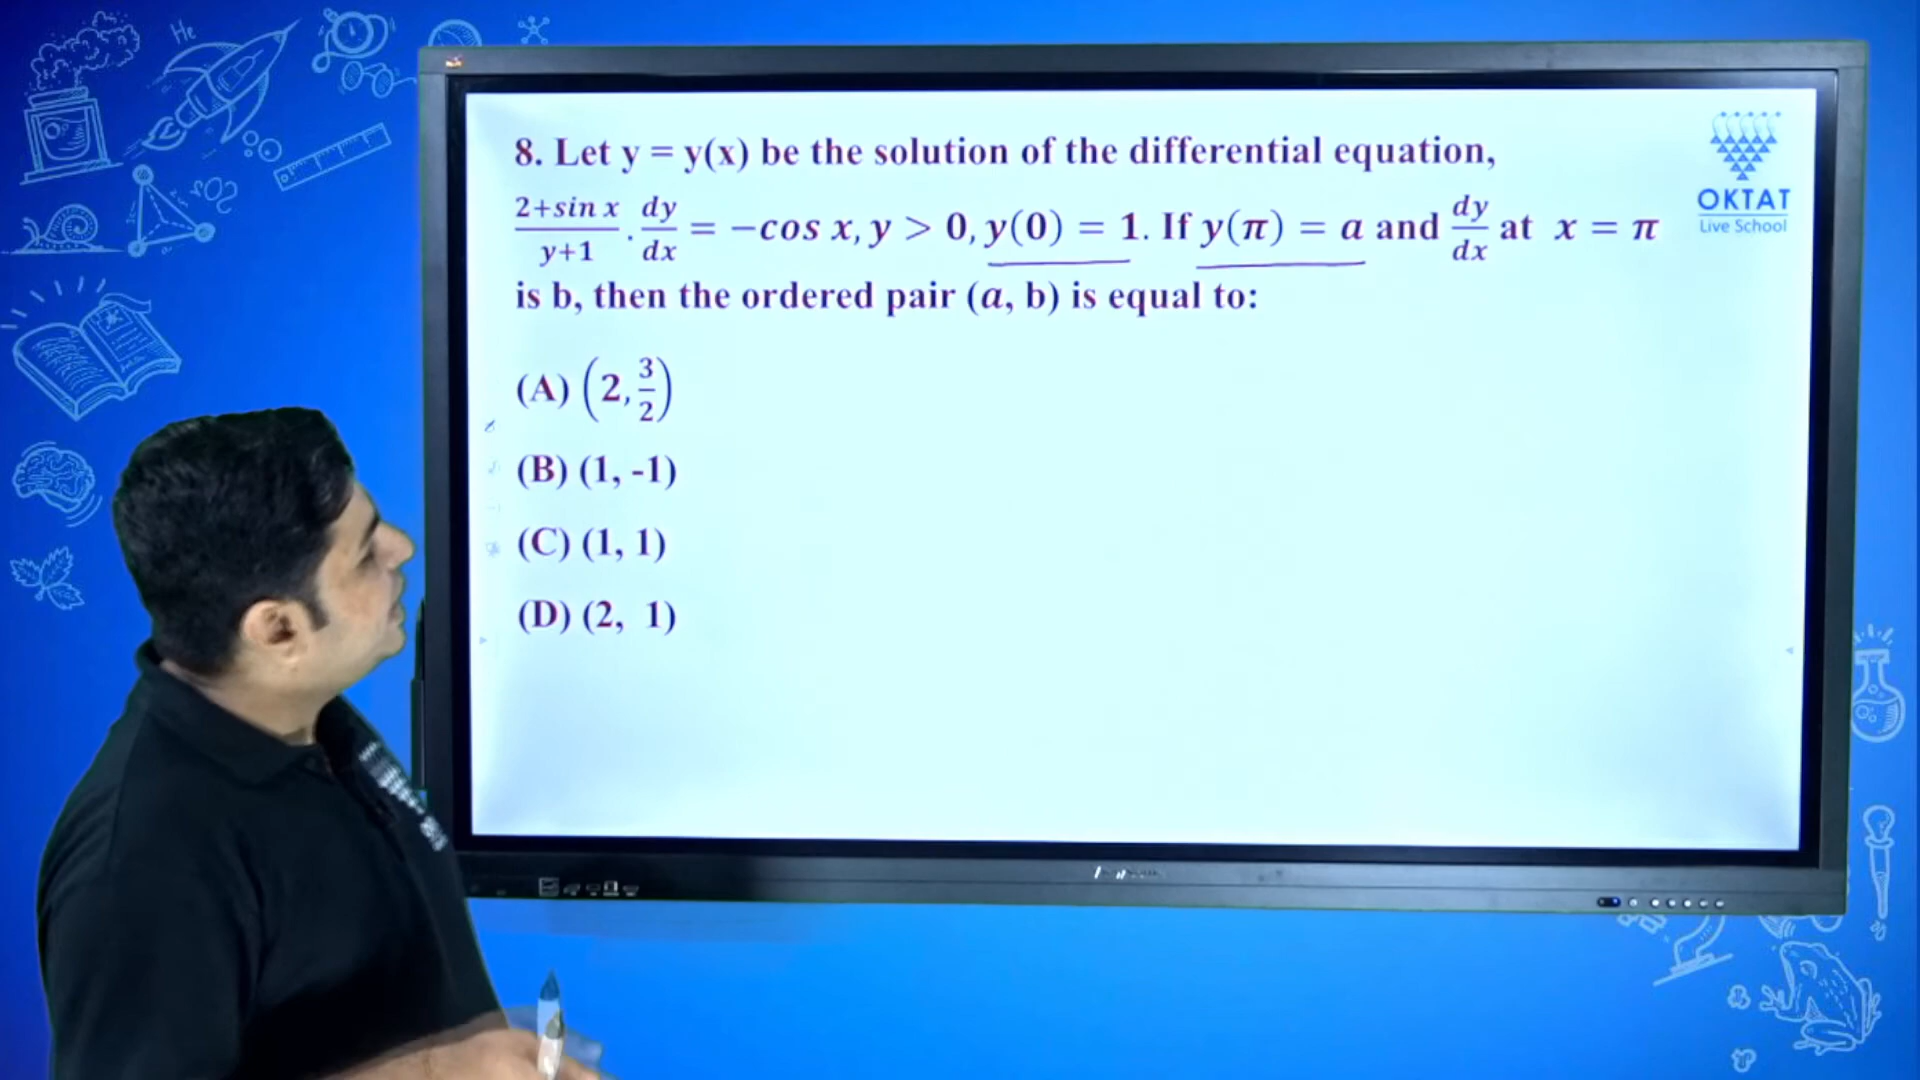 He
8. Let y = y(x) be the solution of the differential equation,
2+sin x / y+1 . dy/dx = −cos x, y > 0, y(0) = 1. If y(π) = a and dy/dx at x = π
is b, then the ordered pair (a, b) is equal to:
(A) (2, 3/2)
(B) (1, -1)
(C) (1, 1)
(D) (2, 1)
OKTAT
Live School